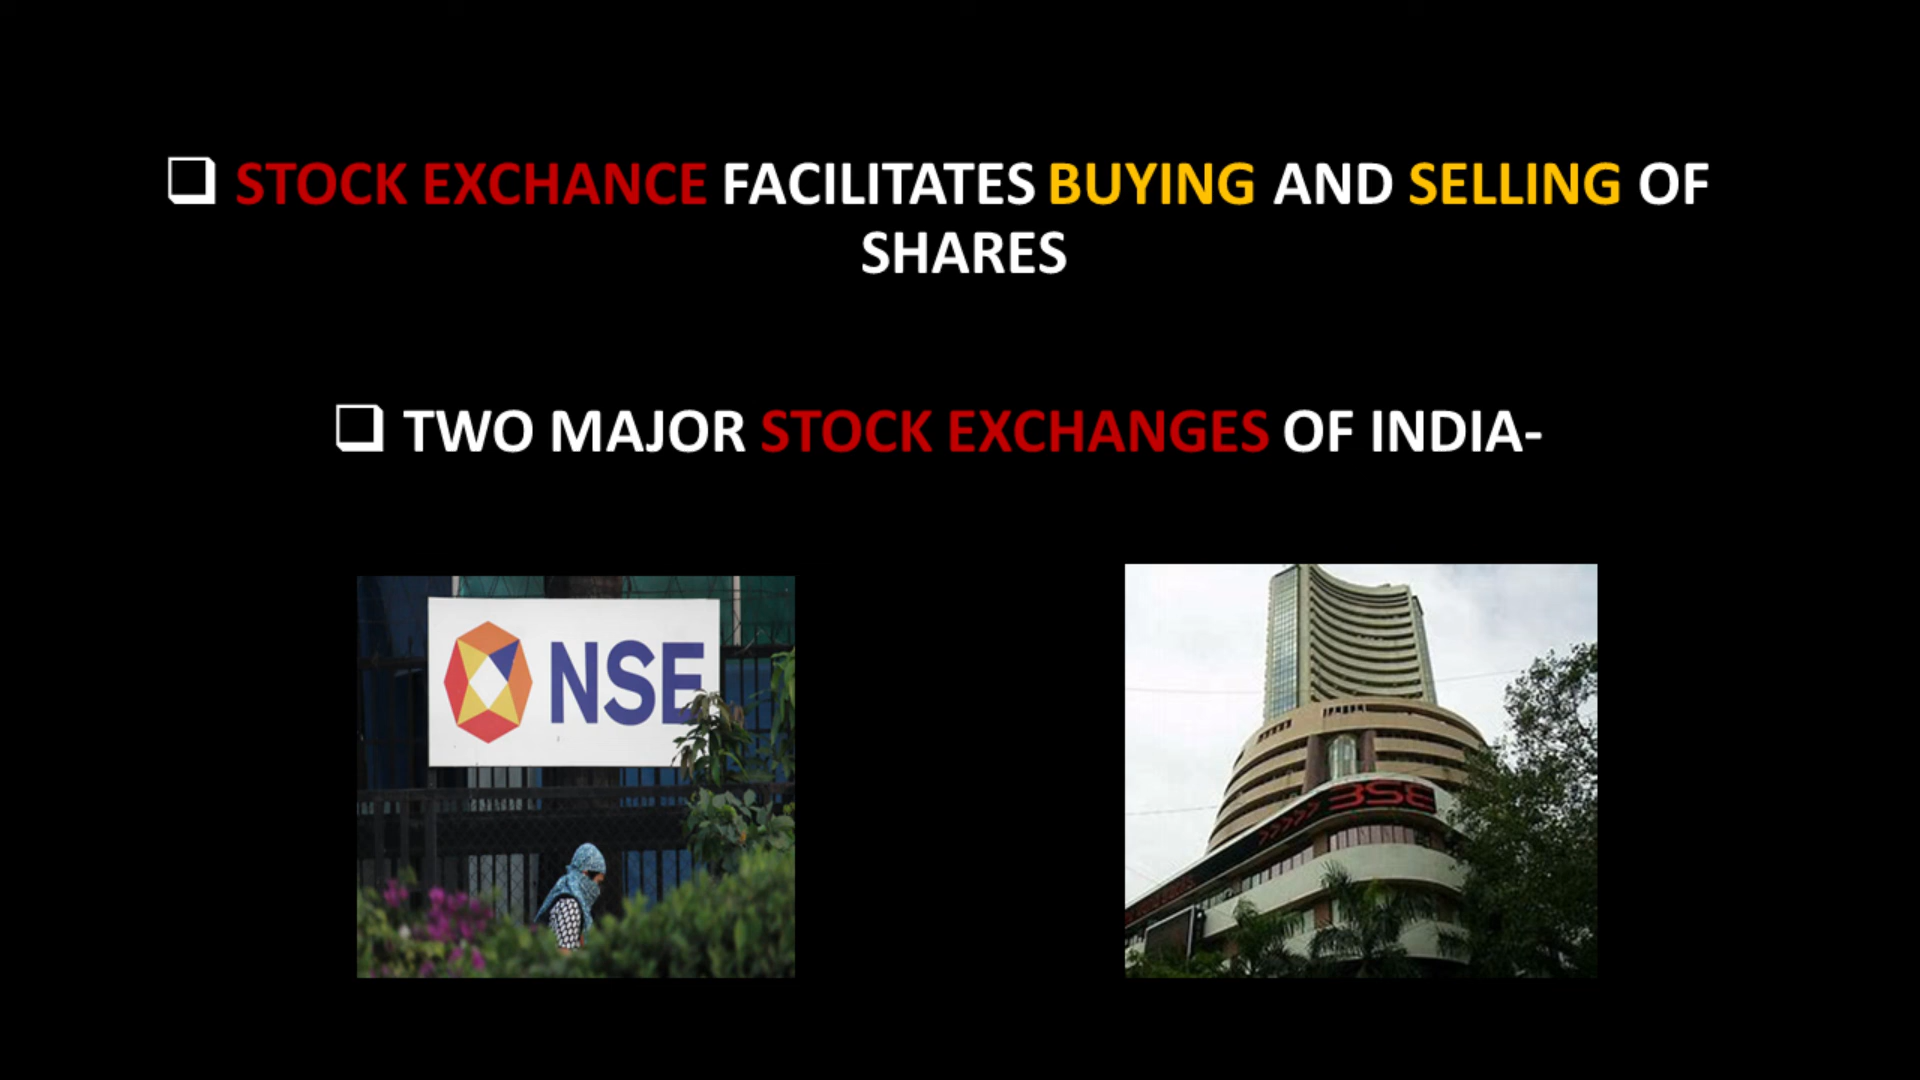 ❑ STOCK EXCHANCE FACILITATES BUYING AND SELLING OF
SHARES
❑ TWO MAJOR STOCK EXCHANGES OF INDIA-
NSE
BSE